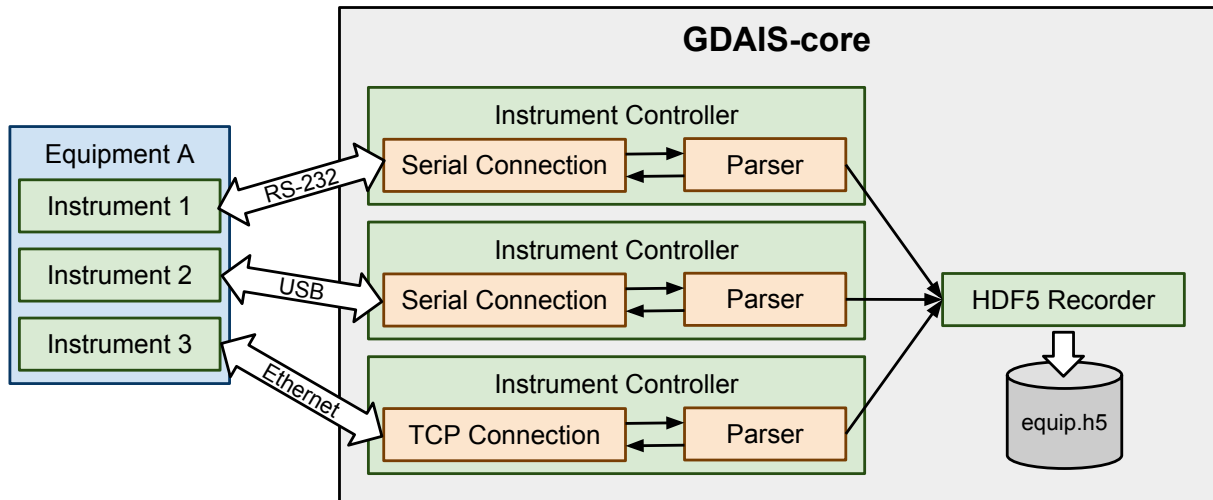 GDAIS-core
Equipment A
Instrument 1
Instrument 2
Instrument 3
RS-232
USB
Ethernet
Instrument Controller
Serial Connection
Parser
Instrument Controller
Serial Connection
Parser
Instrument Controller
TCP Connection
Parser
HDF5 Recorder
equip.h5